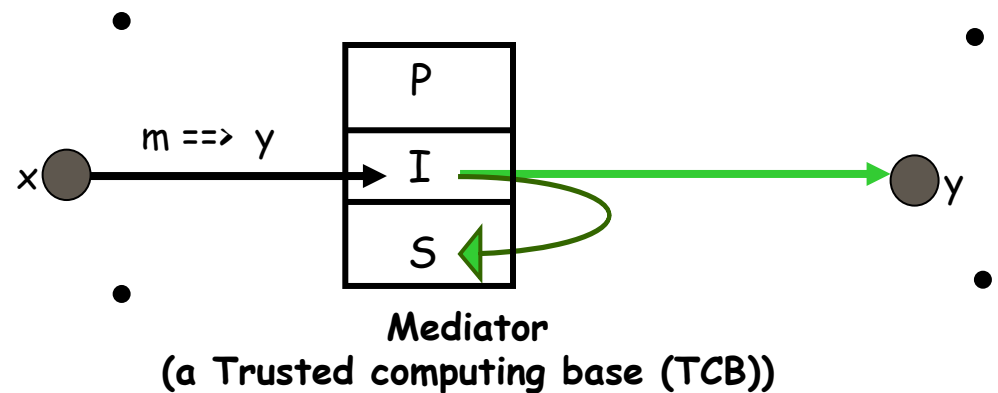 P
m ==> y
x
I
y
S
Mediator
(a Trusted computing base (TCB))